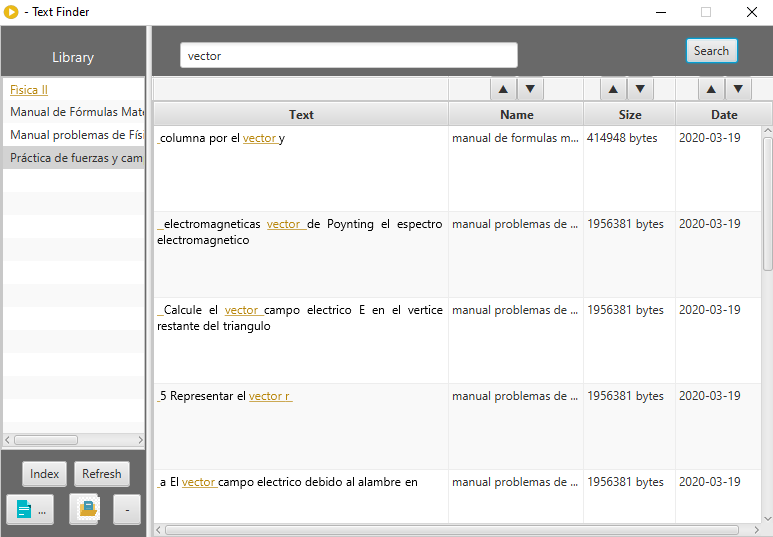 - Text Finder
Library
vector
Search
Fisica II
Manual de Fórmulas Mate
Manual problemas de Físi
Práctica de fuerzas y cam
Text Name Size Date
_columna por el vector y manual de formulas m... 414948 bytes 2020-03-19
_electromagneticas vector de Poynting el espectro manual problemas de ... 1956381 bytes 2020-03-19
electromagnetico
_Calcule el vector campo electrico E en el vertice manual problemas de ... 1956381 bytes 2020-03-19
restante del triangulo
_5 Representar el vector r manual problemas de ... 1956381 bytes 2020-03-19
_a El vector campo electrico debido al alambre en manual problemas de ... 1956381 bytes 2020-03-19
Index Refresh
... -